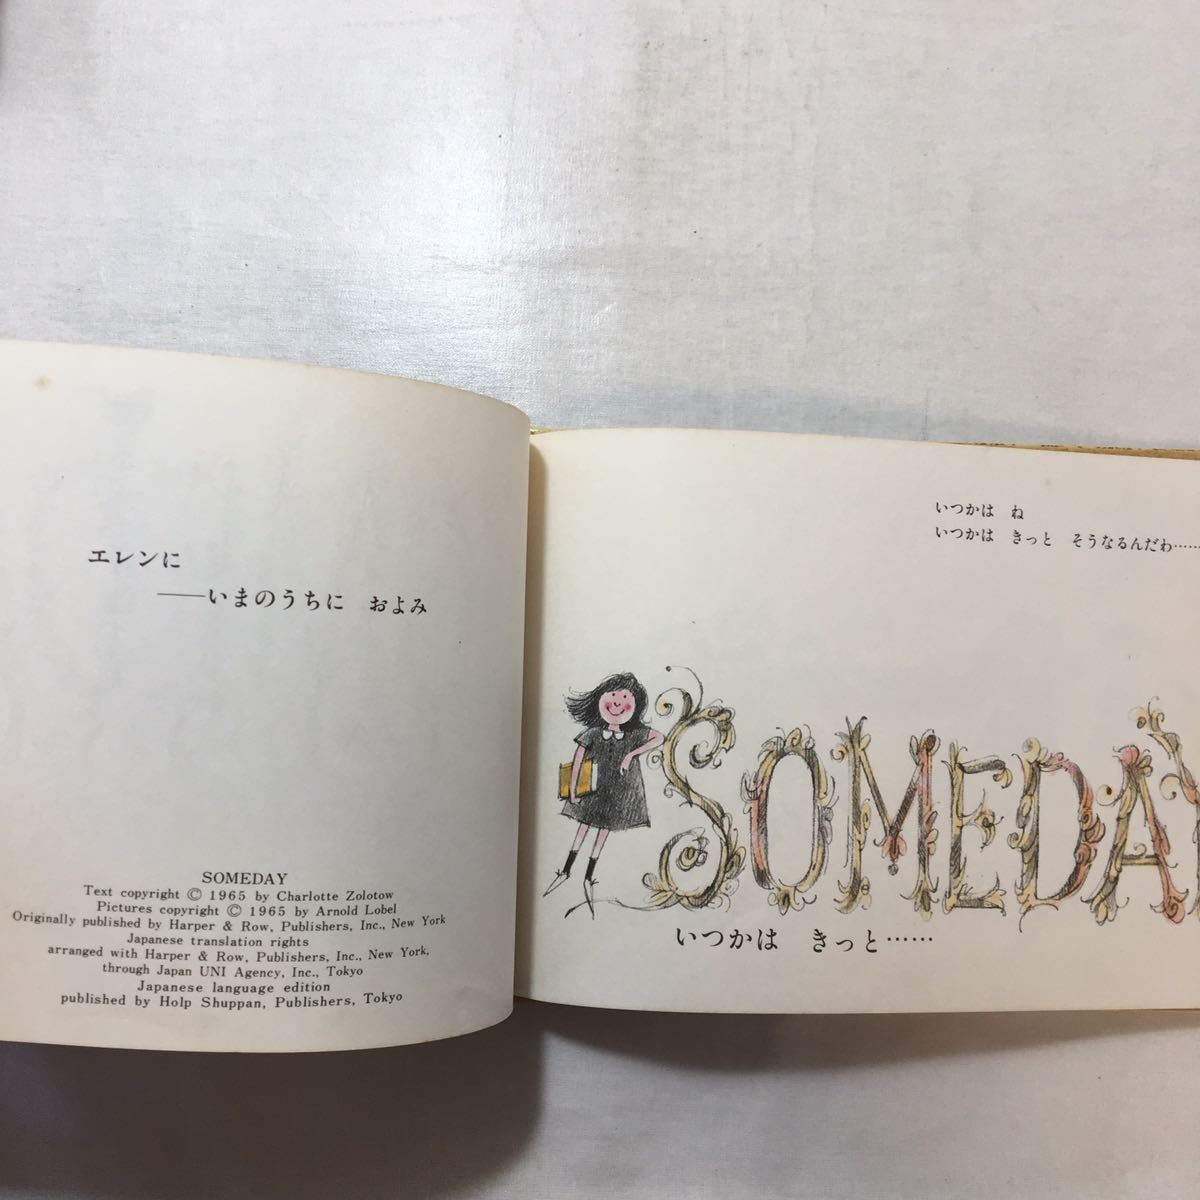 エレンに
――いまのうちに およみ
SOMEDAY
Text copyright © 1965 by Charlotte Zolotow
Pictures copyright © 1965 by Arnold Lobel
Originally published by Harper & Row, Publishers, Inc., New York
Japanese translation rights
arranged with Harper & Row, Publishers, Inc., New York,
through Japan UNI Agency, Inc., Tokyo
Japanese language edition
published by Holp Shuppan, Publishers, Tokyo
いつかは ね
いつかは きっと そうなるんだわ……
SOMEDAY
いつかは きっと……